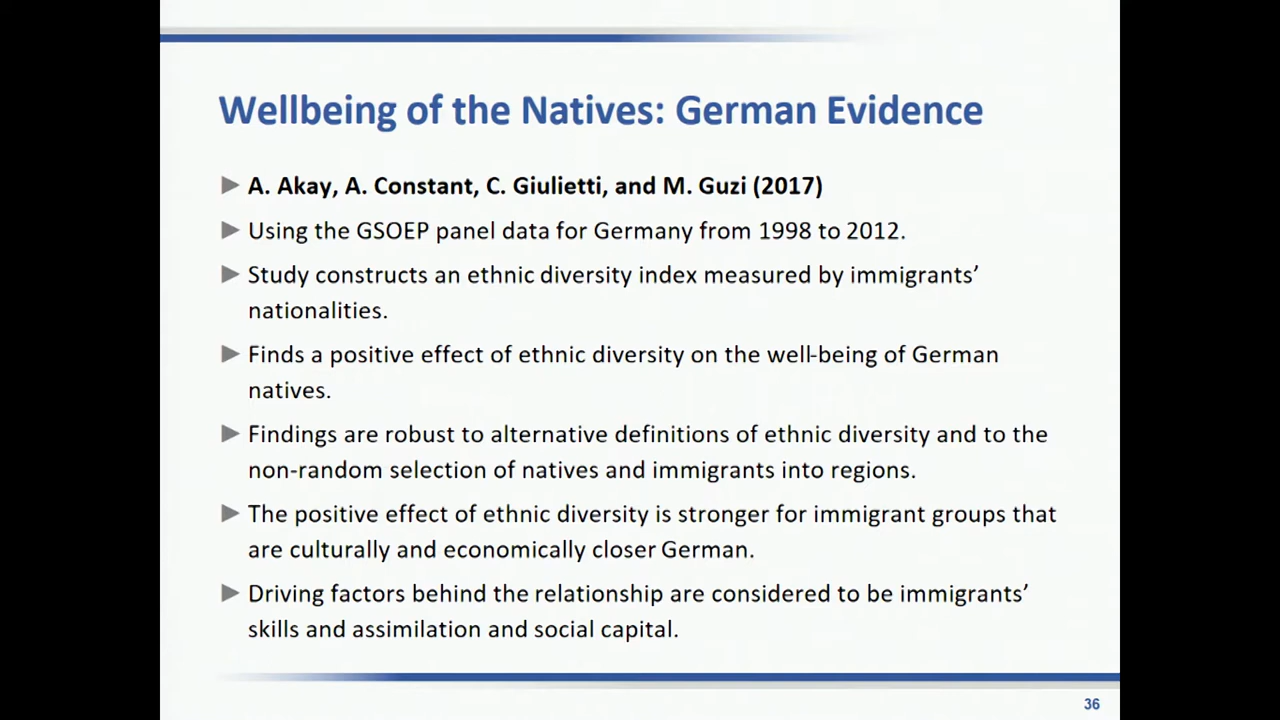 Wellbeing of the Natives: German Evidence
A. Akay, A. Constant, C. Giulietti, and M. Guzi (2017)
Using the GSOEP panel data for Germany from 1998 to 2012.
Study constructs an ethnic diversity index measured by immigrants’
nationalities.
Finds a positive effect of ethnic diversity on the well-being of German
natives.
Findings are robust to alternative definitions of ethnic diversity and to the
non-random selection of natives and immigrants into regions.
The positive effect of ethnic diversity is stronger for immigrant groups that
are culturally and economically closer German.
Driving factors behind the relationship are considered to be immigrants’
skills and assimilation and social capital.
36